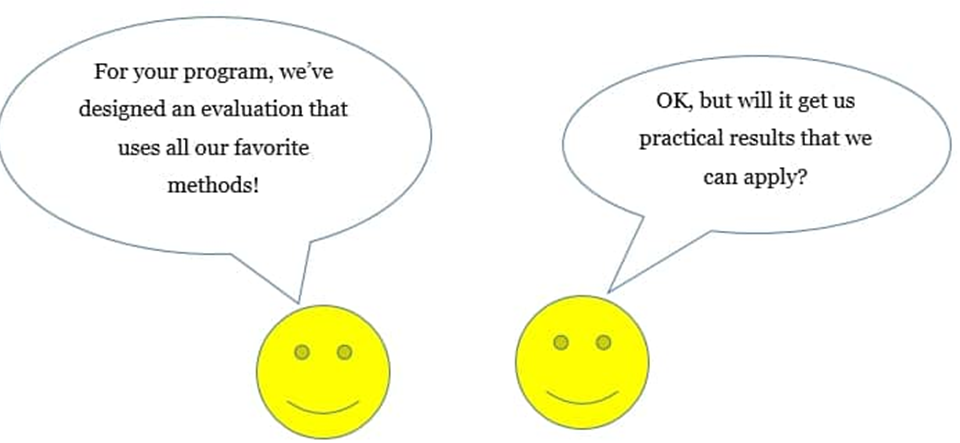 For your program, we’ve
designed an evaluation that
uses all our favorite
methods!
OK, but will it get us
practical results that we
can apply?